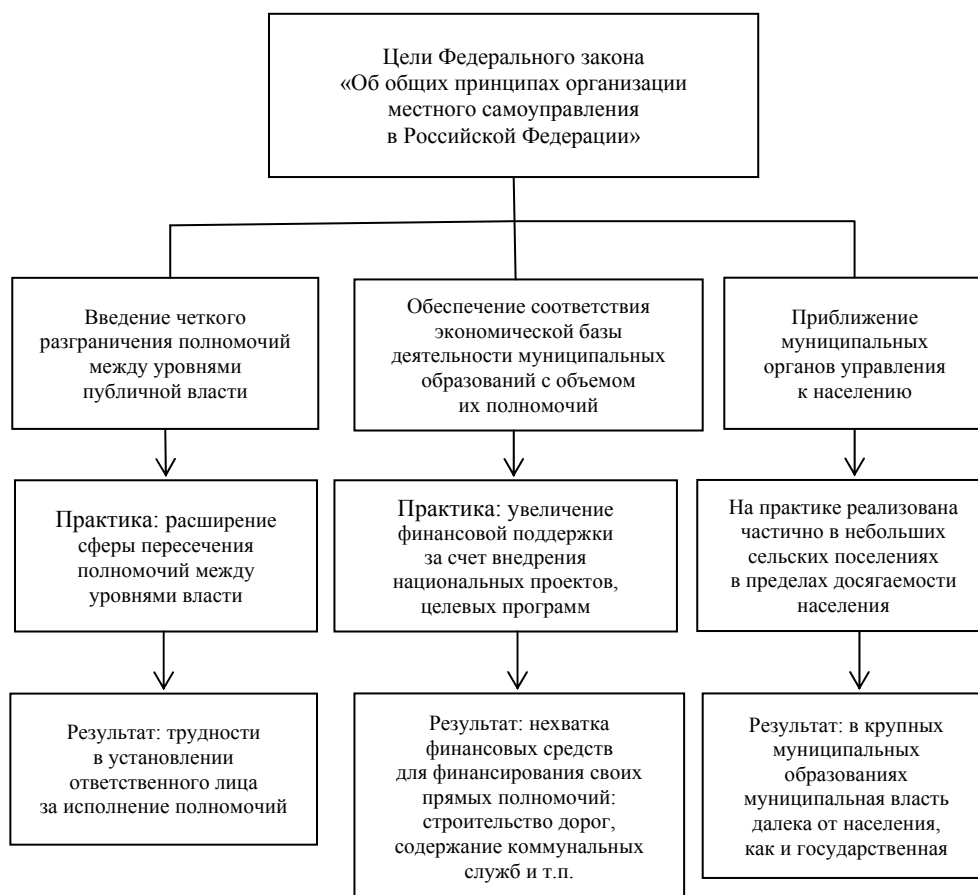 Цели Федерального закона
«Об общих принципах организации
местного самоуправления
в Российской Федерации»
Введение четкого
разграничения полномочий
между уровнями
публичной власти
Обеспечение соответствия
экономической базы
деятельности муниципальных
образований с объемом
их полномочий
Приближение
муниципальных
органов управления
к населению
Практика: расширение
сферы пересечения
полномочий между
уровнями власти
Практика: увеличение
финансовой поддержки
за счет внедрения
национальных проектов,
целевых программ
На практике реализована
частично в небольших
сельских поселениях
в пределах досягаемости
населения
Результат: трудности
в установлении
ответственного лица
за исполнение полномочий
Результат: нехватка
финансовых средств
для финансирования своих
прямых полномочий:
строительство дорог,
содержание коммунальных
служб и т.п.
Результат: в крупных
муниципальных
образованиях
муниципальная власть
далека от населения,
как и государственная